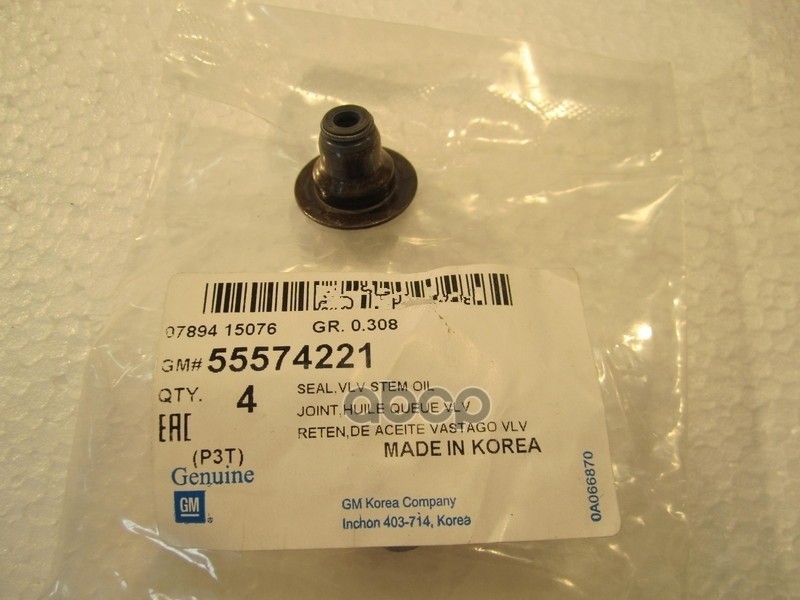 07894 15076 GR. 0.308
GM# 55574221
QTY. 4
SEAL,VLV STEM OIL
JOINT,HUILE QUEUE VLV
RETEN,DE ACEITE VASTAGO VLV
EAC
(P3T)
MADE IN KOREA
Genuine
GM
GM Korea Company
Inchon 403-714, Korea
0A066870
abcp